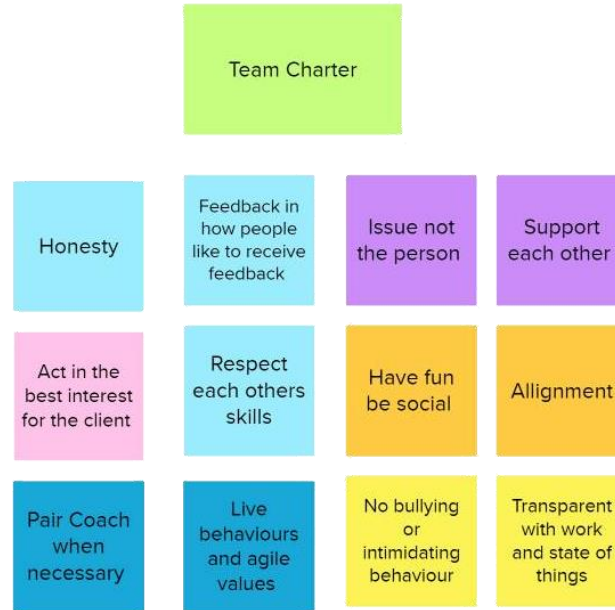 Team Charter
Honesty
Feedback in
how people
like to receive
feedback
Issue not
the person
Support
each other
Act in the
best interest
for the client
Respect
each others
skills
Have fun
be social
Allignment
Pair Coach
when
necessary
Live
behaviours
and agile
values
No bullying
or
intimidating
behaviour
Transparent
with work
and state of
things